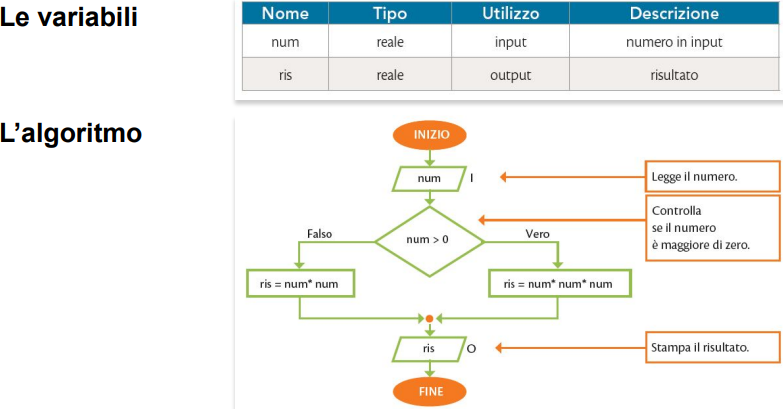 Le variabili
Nome Tipo Utilizzo Descrizione
num reale input numero in input
ris reale output risultato
L'algoritmo
INIZIO
num I
Legge il numero.
Controlla
se il numero
è maggiore di zero.
Falso
num > 0
Vero
ris = num* num
ris = num* num* num
ris O
Stampa il risultato.
FINE